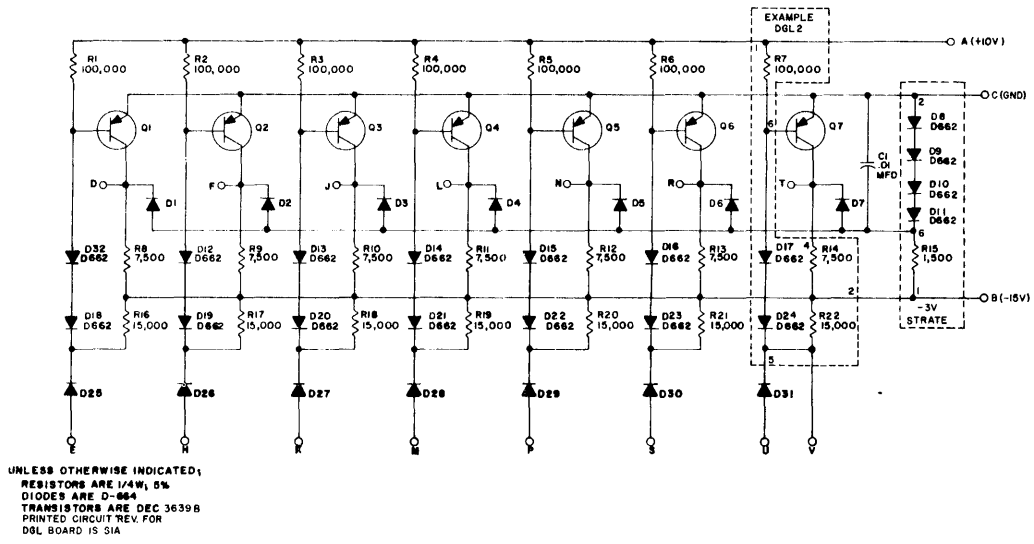 EXAMPLE
DGL2
A (+10V)
R1
100,000
R2
100,000
R3
100,000
R4
100,000
R5
100,000
R6
100,000
1
R7
100,000
C (GND)
2
Q1
Q2
Q3
Q4
Q5
Q6
6
Q7
C1
.01
MFD
D8
D662
D9
D662
D10
D662
D11
D662
6
D
F
J
L
N
R
T
D1
D2
D3
D4
D5
D6
D7
D32
D662
R8
7,500
D12
D662
R9
7,500
D13
D662
R10
7,500
D14
D662
R11
7,500
D15
D662
R12
7,500
D16
D662
R13
7,500
D17
D662
4
R14
7,500
R15
1,500
2
1
B (-15V)
D18
D662
R16
15,000
D19
D662
R17
15,000
D20
D662
R18
15,000
D21
D662
R19
15,000
D22
D662
R20
15,000
D23
D662
R21
15,000
D24
D662
R22
15,000
-3V
STRATE
5
D25
D26
D27
D28
D29
D30
D31
E
H
K
M
P
S
U
V
UNLESS OTHERWISE INDICATED;
RESISTORS ARE 1/4W; 5%
DIODES ARE D-664
TRANSISTORS ARE DEC 3639B
PRINTED CIRCUIT REV. FOR
DGL BOARD IS S1A